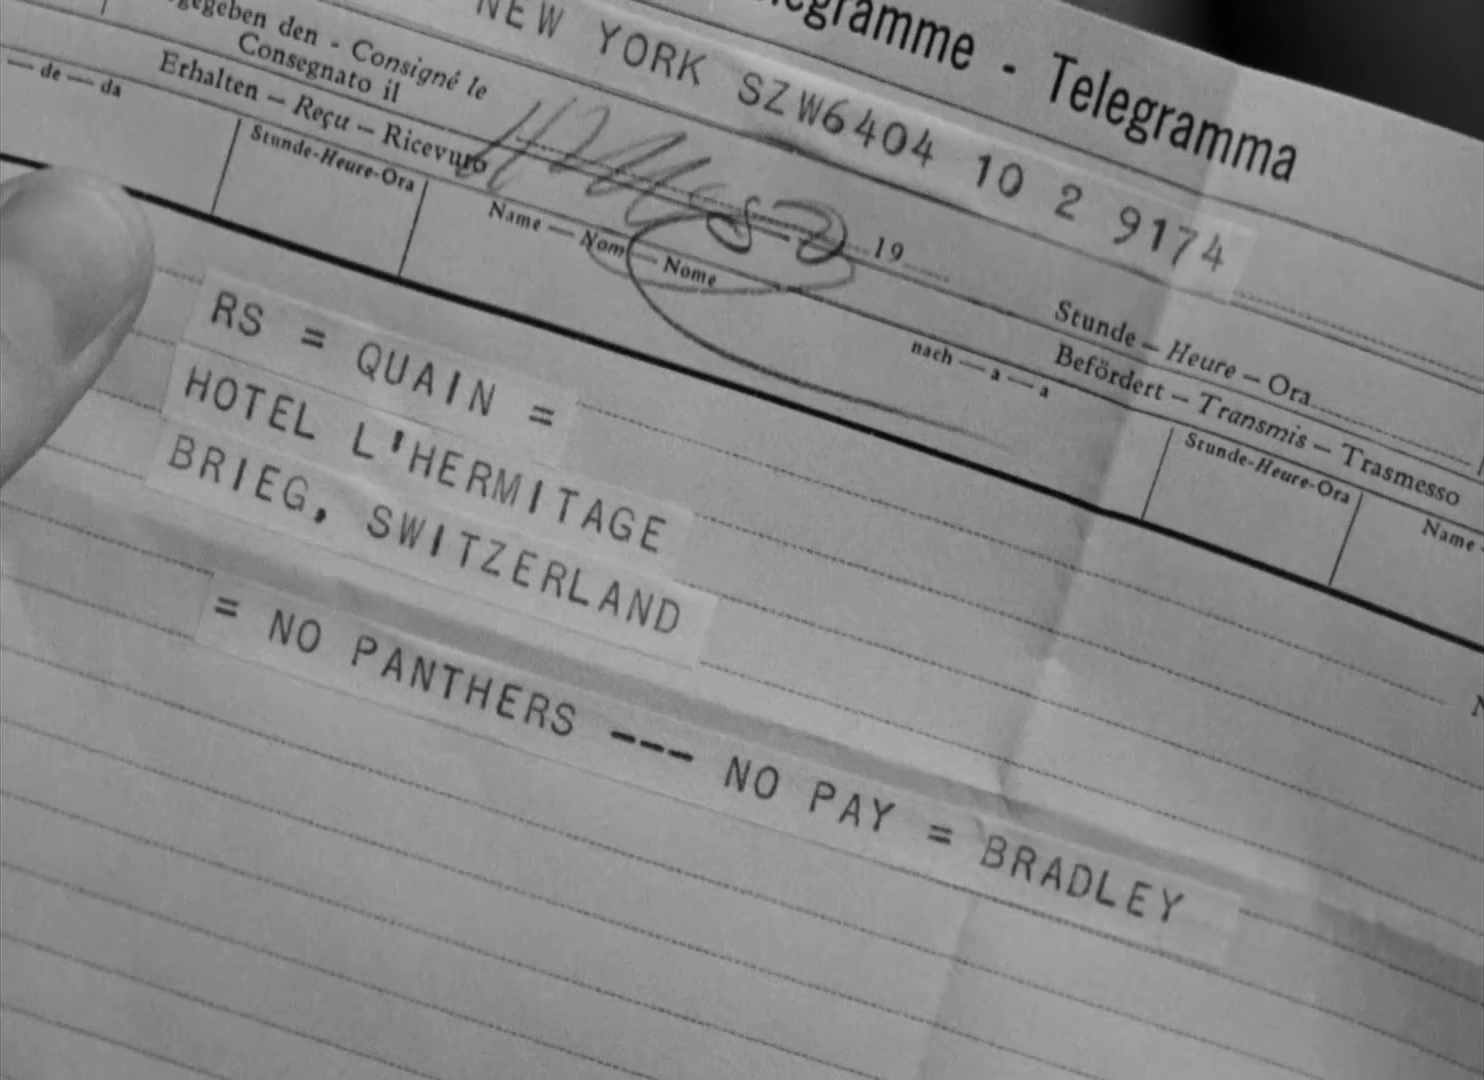 Telegramma
NEW YORK SZW6404 10 2 9174
den - Consigné le
Consegnato il
Stunde – Heure – Ora
Erhalten – Reçu – Ricevuto
19
Befördert – Transmis – Trasmesso
— de — da
Stunde-Heure-Ora
Name — Nom — Nome
nach — a — a
Stunde-Heure-Ora
Name
RS = QUAIN =
HOTEL L'HERMITAGE
BRIEG, SWITZERLAND
= NO PANTHERS --- NO PAY = BRADLEY